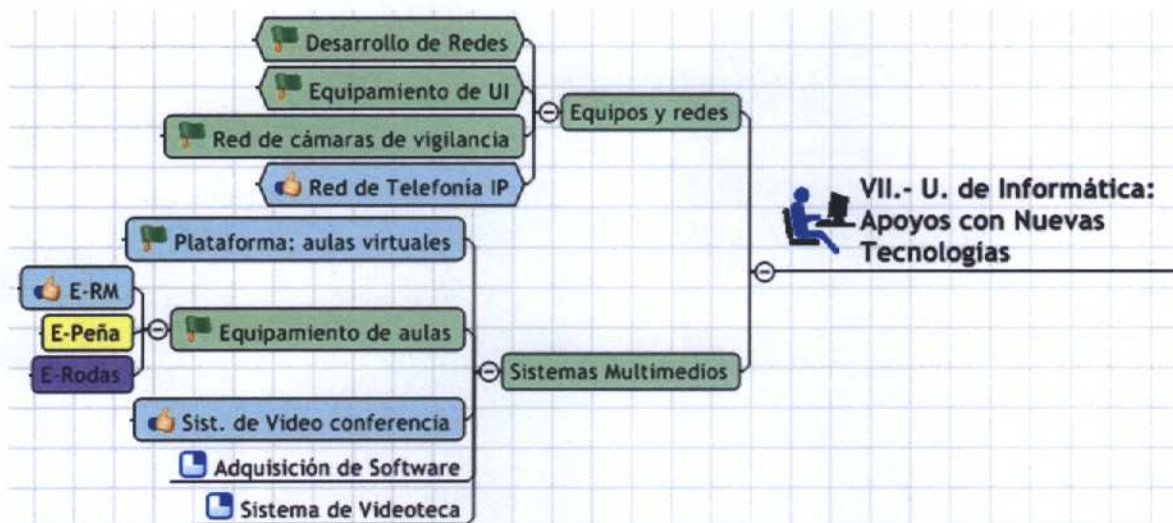 Desarrollo de Redes
Equipamiento de UI
Red de cámaras de vigilancia
Red de Telefonía IP
Equipos y redes
VII.- U. de Informática:
Apoyos con Nuevas
Tecnologias
Plataforma: aulas virtuales
E-RM
E-Peña
E-Rodas
Equipamiento de aulas
Sist. de Video conferencia
Adquisición de Software
Sistema de Videoteca
Sistemas Multimedios